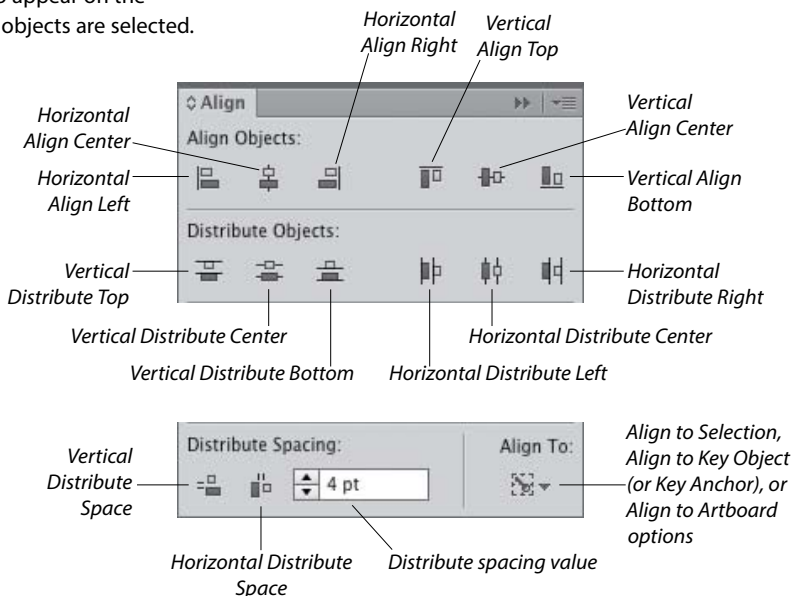 appear on the
objects are selected.
Horizontal
Align Right
Vertical
Align Top
Horizontal
Align Center
Align
Vertical
Align Center
Align Objects:
Horizontal
Align Left
Vertical Align
Bottom
Distribute Objects:
Vertical
Distribute Top
Horizontal
Distribute Right
Vertical Distribute Center
Horizontal Distribute Center
Vertical Distribute Bottom
Horizontal Distribute Left
Distribute Spacing:
Align To:
Vertical
Distribute
Space
4 pt
Align to Selection,
Align to Key Object
(or Key Anchor), or
Align to Artboard
options
Horizontal Distribute
Space
Distribute spacing value